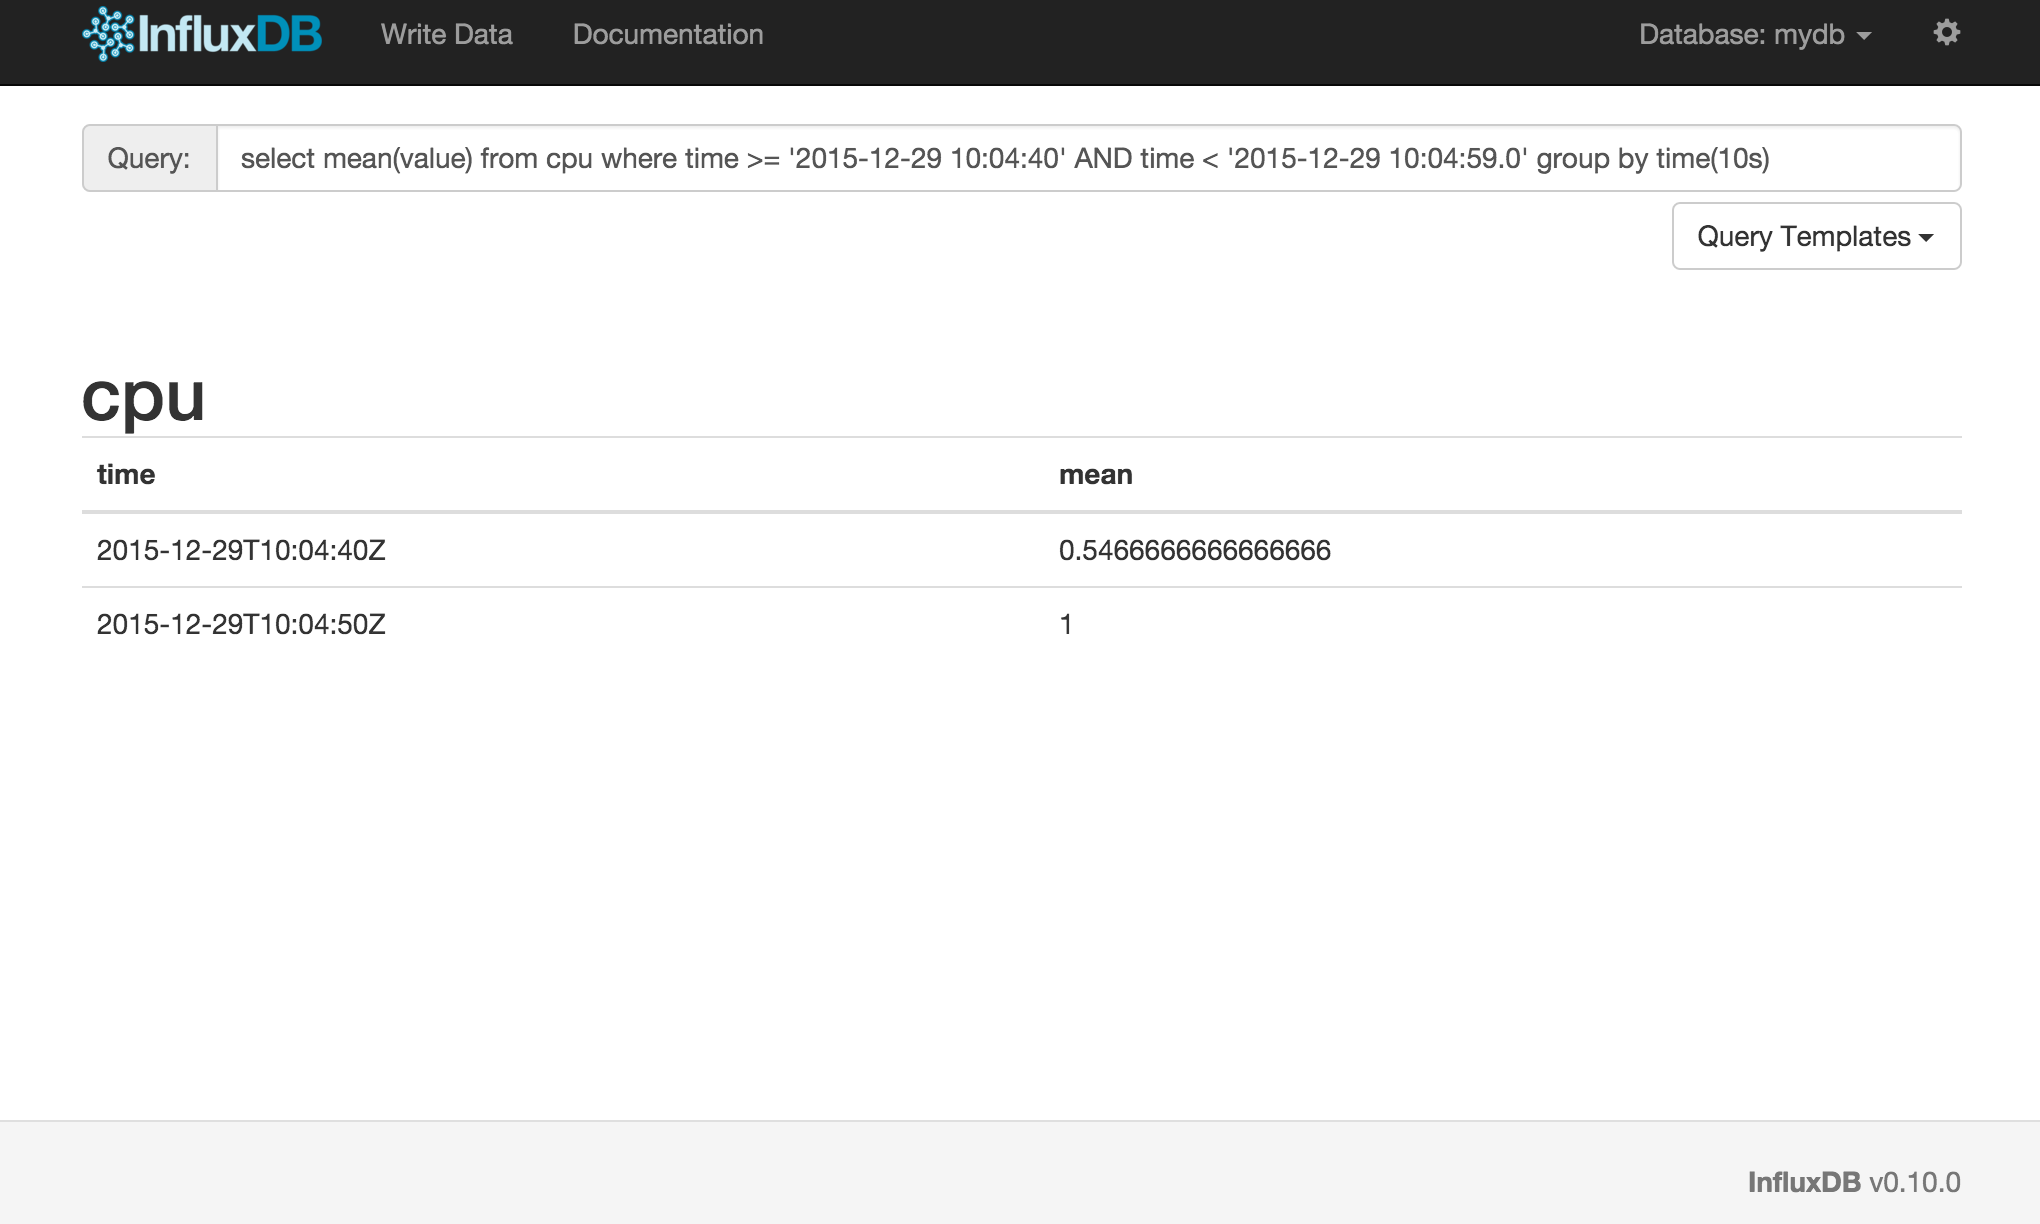 InfluxDB Write Data Documentation Database: mydb
Query: select mean(value) from cpu where time >= '2015-12-29 10:04:40' AND time < '2015-12-29 10:04:59.0' group by time(10s)
Query Templates
cpu
time mean
2015-12-29T10:04:40Z 0.5466666666666666
2015-12-29T10:04:50Z 1
InfluxDB v0.10.0